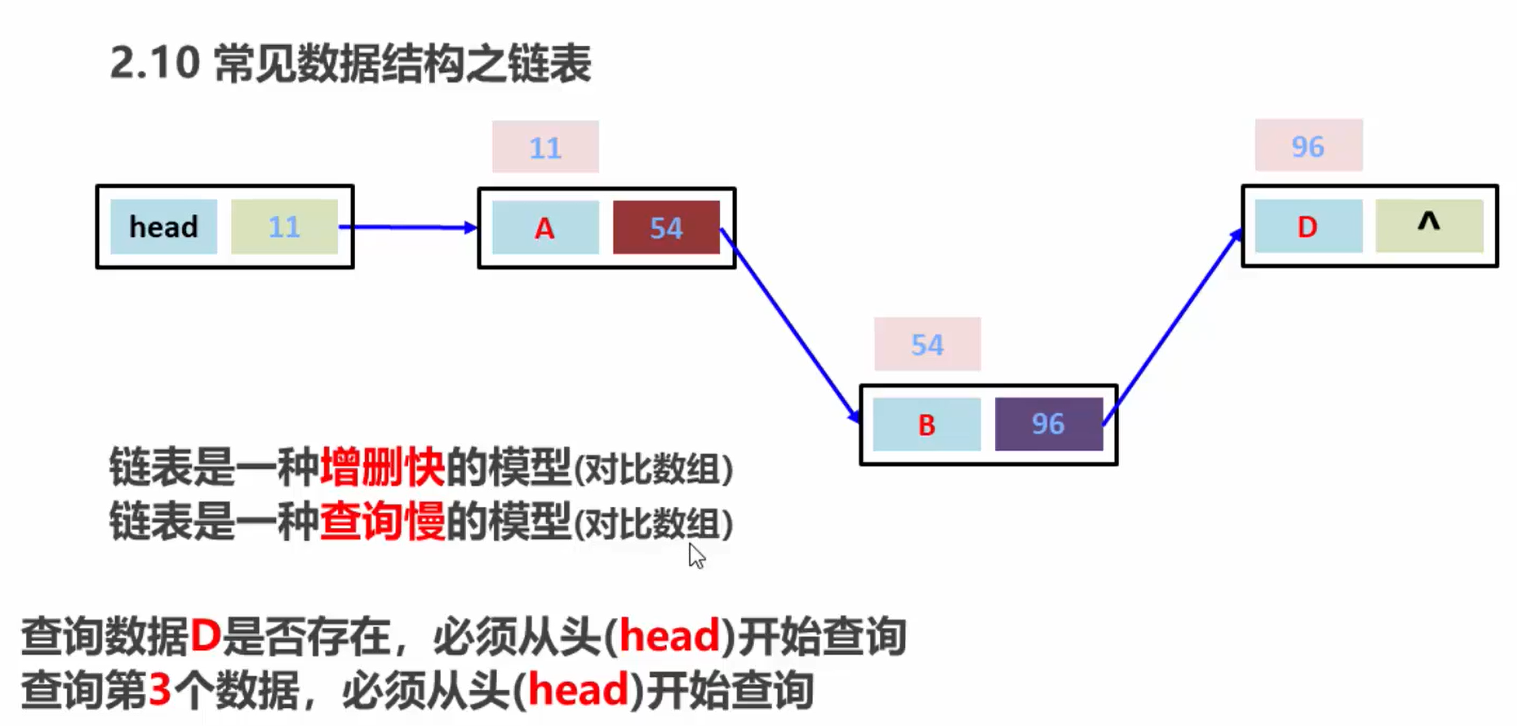 2.10 常见数据结构之链表
11
96
head 11
A 54
D ^
54
B 96
链表是一种增删快的模型(对比数组)
链表是一种查询慢的模型(对比数组)
查询数据D是否存在，必须从头(head)开始查询
查询第3个数据，必须从头(head)开始查询